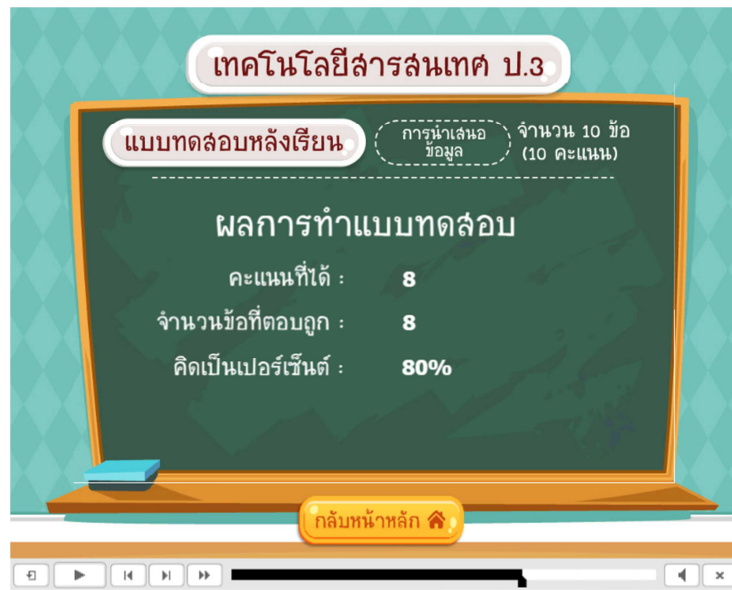 เทคโนโลยีสารสนเทศ ป.3
แบบทดสอบหลังเรียน
การนำเสนอ
ข้อมูล
จำนวน 10 ข้อ
(10 คะแนน)
ผลการทำแบบทดสอบ
คะแนนที่ได้ : 8
จำนวนข้อที่ตอบถูก : 8
คิดเป็นเปอร์เซ็นต์ : 80%
กลับหน้าหลัก